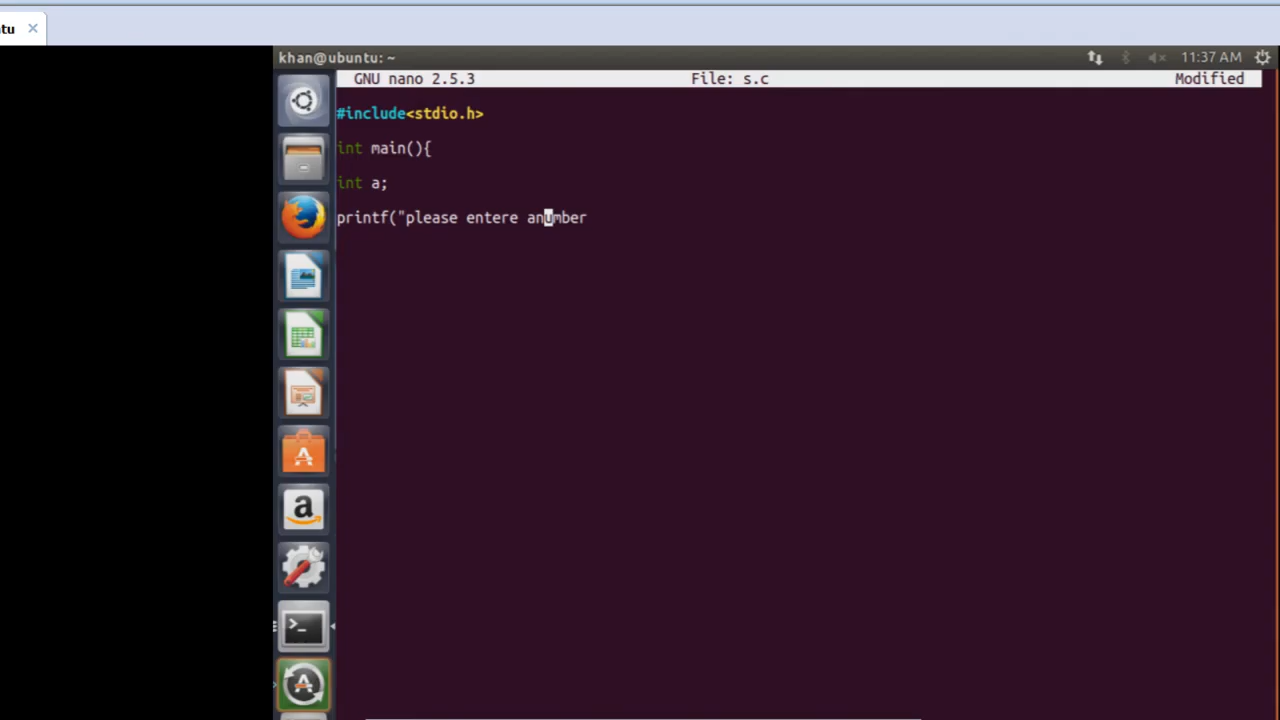 tu ×
khan@ubuntu: ~ 11:37 AM
GNU nano 2.5.3 File: s.c Modified
#include<stdio.h>
int main(){
int a;
printf("please entere anumber